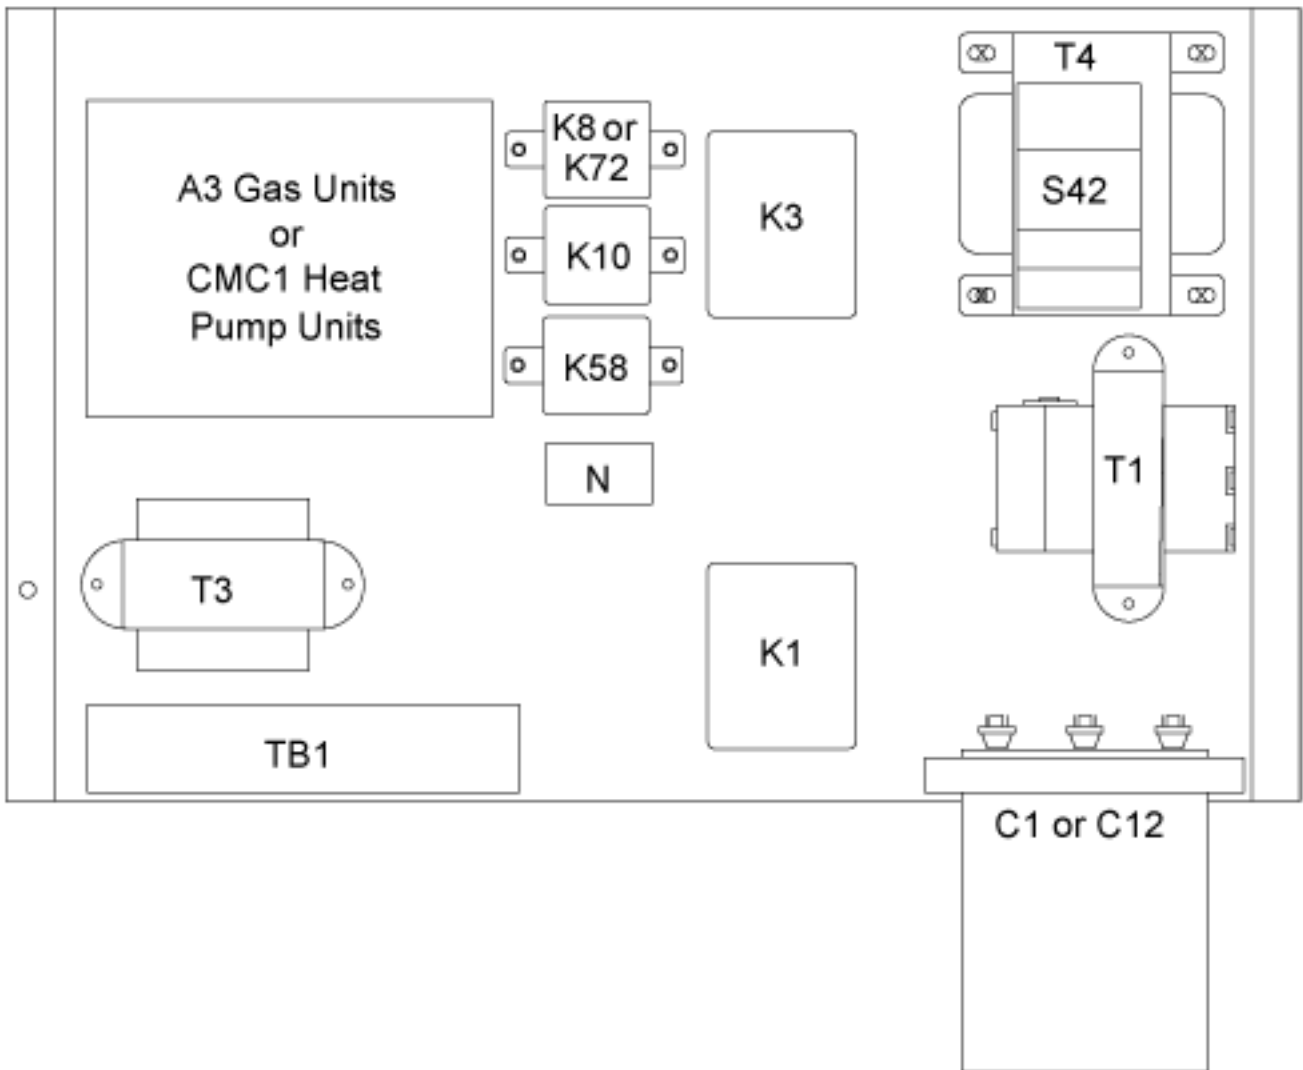 T4
K8 or
K72
A3 Gas Units
or
CMC1 Heat
Pump Units
K3
S42
K10
K58
N
T1
T3
K1
TB1
C1 or C12